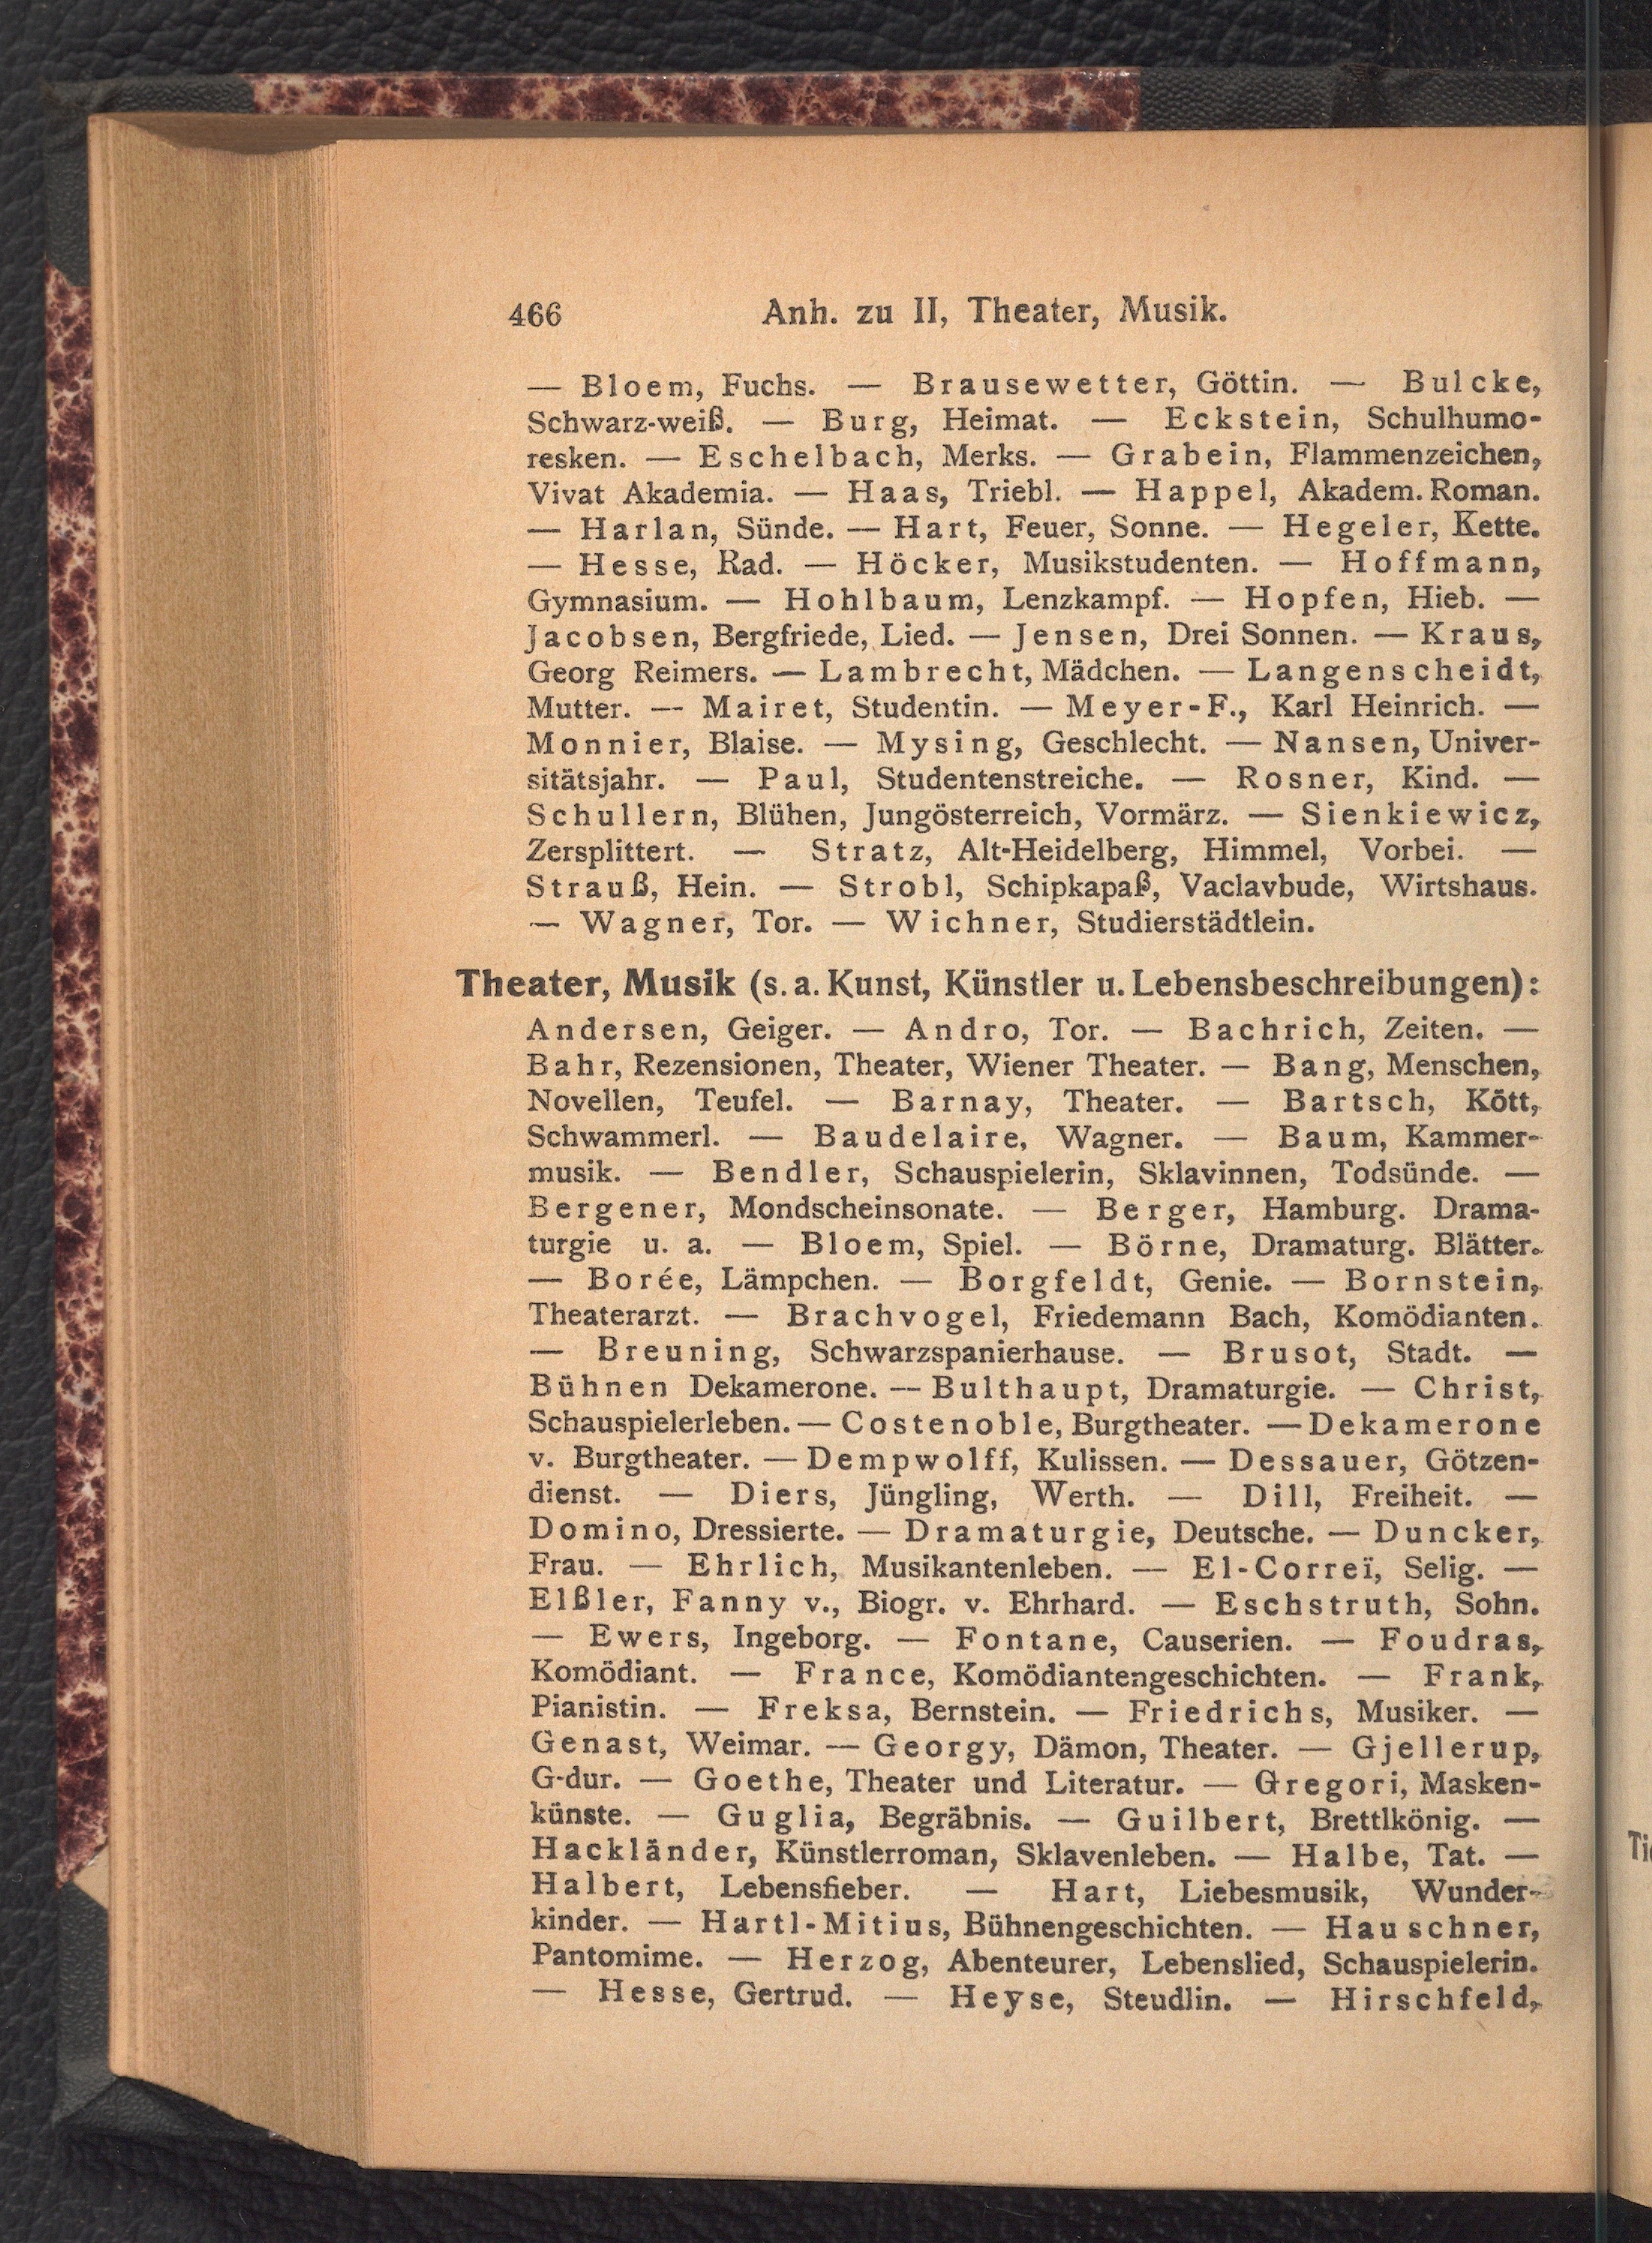 466 Anh. zu II, Theater, Musik.
— Bloem, Fuchs. — Brausewetter, Göttin. — Bulcke,
Schwarz-weiß. — Burg, Heimat. — Eckstein, Schulhumo-
resken. — Eschelbach, Merks. — Grabein, Flammenzeichen,
Vivat Akademia. — Haas, Triebl. — Happel, Akadem. Roman.
— Harlan, Sünde. — Hart, Feuer, Sonne. — Hegeler, Kette.
— Hesse, Rad. — Höcker, Musikstudenten. — Hoffmann,
Gymnasium. — Hohlbaum, Lenzkampf. — Hopfen, Hieb. —
Jacobsen, Bergfriede, Lied. — Jensen, Drei Sonnen. — Kraus,
Georg Reimers. — Lambrecht, Mädchen. — Langenscheidt,
Mutter. — Mairet, Studentin. — Meyer-F., Karl Heinrich. —
Monnier, Blaise. — Mysing, Geschlecht. — Nansen, Univer-
sitätsjahr. — Paul, Studentenstreiche. — Rosner, Kind. —
Schullern, Blühen, Jungösterreich, Vormärz. — Sienkiewicz,
Zersplittert. — Stratz, Alt-Heidelberg, Himmel, Vorbei. —
Strauß, Hein. — Strobl, Schipkapaß, Vaclavbude, Wirtshaus.
— Wagner, Tor. — Wichner, Studierstädtlein.
Theater, Musik (s. a. Kunst, Künstler u. Lebensbeschreibungen):
Andersen, Geiger. — Andro, Tor. — Bachrich, Zeiten. —
Bahr, Rezensionen, Theater, Wiener Theater. — Bang, Menschen,
Novellen, Teufel. — Barnay, Theater. — Bartsch, Kött,
Schwammerl. — Baudelaire, Wagner. — Baum, Kammer-
musik. — Bendler, Schauspielerin, Sklavinnen, Todsünde. —
Bergener, Mondscheinsonate. — Berger, Hamburg. Drama-
turgie u. a. — Bloem, Spiel. — Börne, Dramaturg. Blätter.
— Borée, Lämpchen. — Borgfeldt, Genie. — Bornstein,
Theaterarzt. — Brachvogel, Friedemann Bach, Komödianten.
— Breuning, Schwarzspanierhause. — Brusot, Stadt. —
Bühnen Dekamerone. — Bulthaupt, Dramaturgie. — Christ,
Schauspielerleben. — Costenoble, Burgtheater. — Dekamerone
v. Burgtheater. — Dempwolff, Kulissen. — Dessauer, Götzen-
dienst. — Diers, Jüngling, Werth. — Dill, Freiheit. —
Domino, Dressierte. — Dramaturgie, Deutsche. — Duncker,
Frau. — Ehrlich, Musikantenleben. — El-Correï, Selig. —
Elßler, Fanny v., Biogr. v. Ehrhard. — Eschstruth, Sohn.
— Ewers, Ingeborg. — Fontane, Causerien. — Foudras,
Komödiant. — France, Komödiantengeschichten. — Frank,
Pianistin. — Freksa, Bernstein. — Friedrichs, Musiker. —
Genast, Weimar. — Georgy, Dämon, Theater. — Gjellerup,
G-dur. — Goethe, Theater und Literatur. — Gregori, Masken-
künste. — Guglia, Begräbnis. — Guilbert, Brettlkönig. —
Hackländer, Künstlerroman, Sklavenleben. — Halbe, Tat. —
Halbert, Lebensfieber. — Hart, Liebesmusik, Wunder-
kinder. — Hartl-Mitius, Bühnengeschichten. — Hauschner,
Pantomime. — Herzog, Abenteurer, Lebenslied, Schauspielerin.
— Hesse, Gertrud. — Heyse, Steudlin. — Hirschfeld,